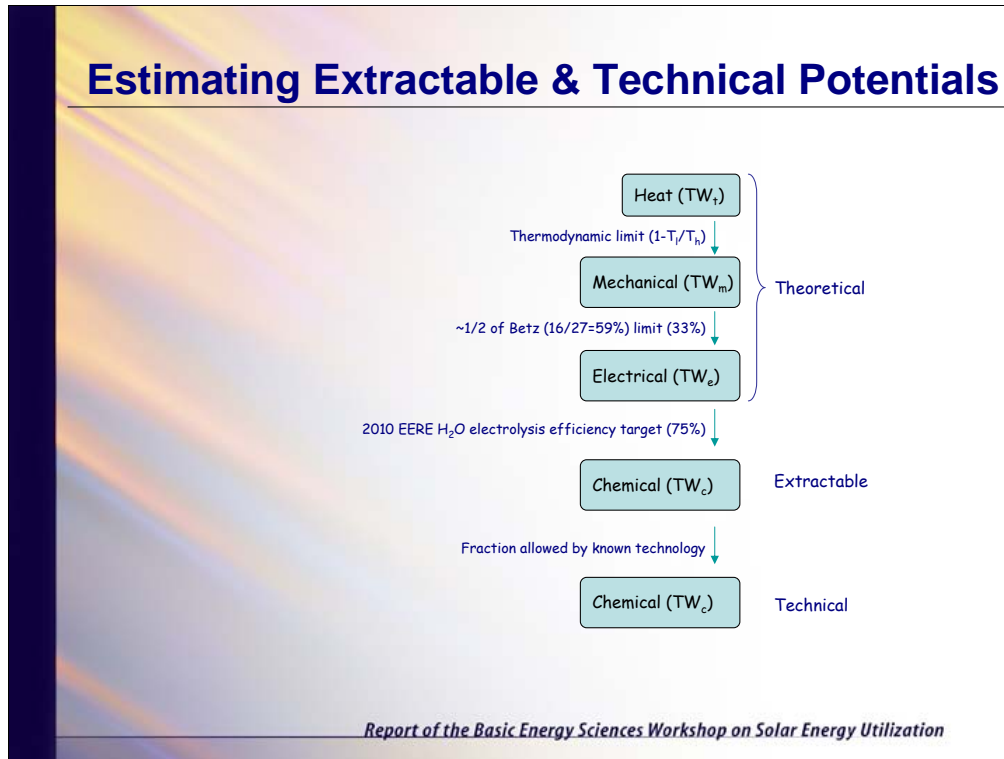 Estimating Extractable & Technical Potentials
Heat (TWₜ)
Thermodynamic limit (1-Tₗ/Tₕ)
Mechanical (TWₘ)
Theoretical
~1/2 of Betz (16/27=59%) limit (33%)
Electrical (TWₑ)
2010 EERE H₂O electrolysis efficiency target (75%)
Chemical (TW_c)
Extractable
Fraction allowed by known technology
Chemical (TW_c)
Technical
Report of the Basic Energy Sciences Workshop on Solar Energy Utilization